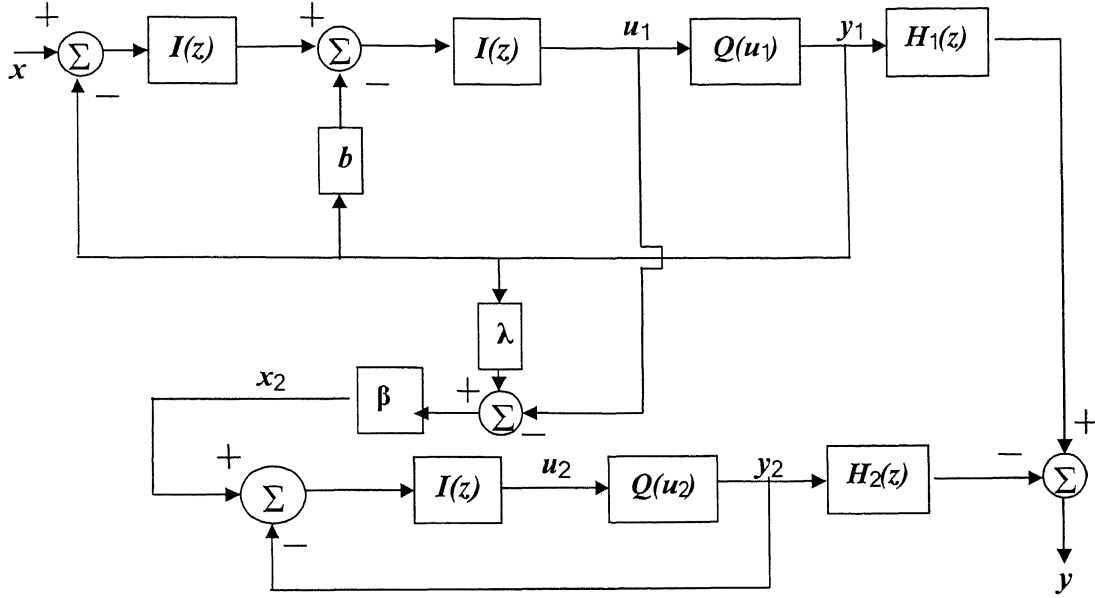 + + u1 y1 H1(z)
x Σ I(z) Σ I(z) Q(u1)
− −
b
λ
x2 β + Σ − +
+ u2 y2 − 
Σ I(z) Q(u2) H2(z) Σ
−
y